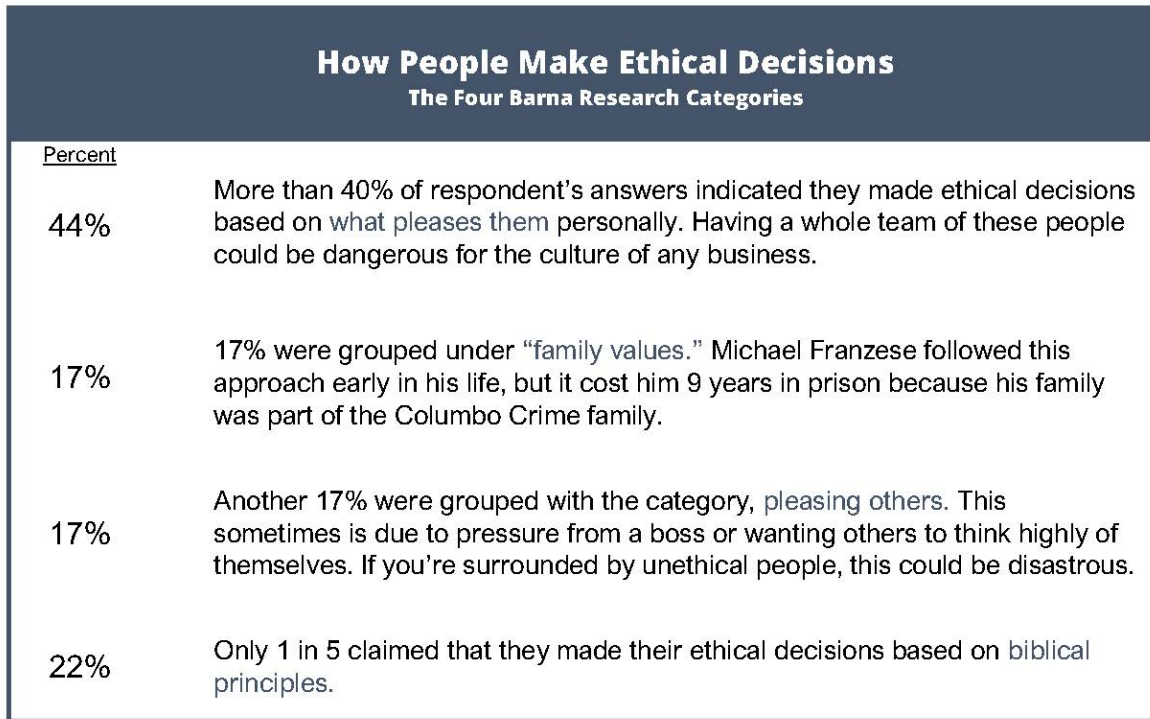 How People Make Ethical Decisions
The Four Barna Research Categories
Percent
44%
More than 40% of respondent's answers indicated they made ethical decisions
based on what pleases them personally. Having a whole team of these people
could be dangerous for the culture of any business.
17%
17% were grouped under “family values.” Michael Franzese followed this
approach early in his life, but it cost him 9 years in prison because his family
was part of the Columbo Crime family.
17%
Another 17% were grouped with the category, pleasing others. This
sometimes is due to pressure from a boss or wanting others to think highly of
themselves. If you're surrounded by unethical people, this could be disastrous.
22%
Only 1 in 5 claimed that they made their ethical decisions based on biblical
principles.